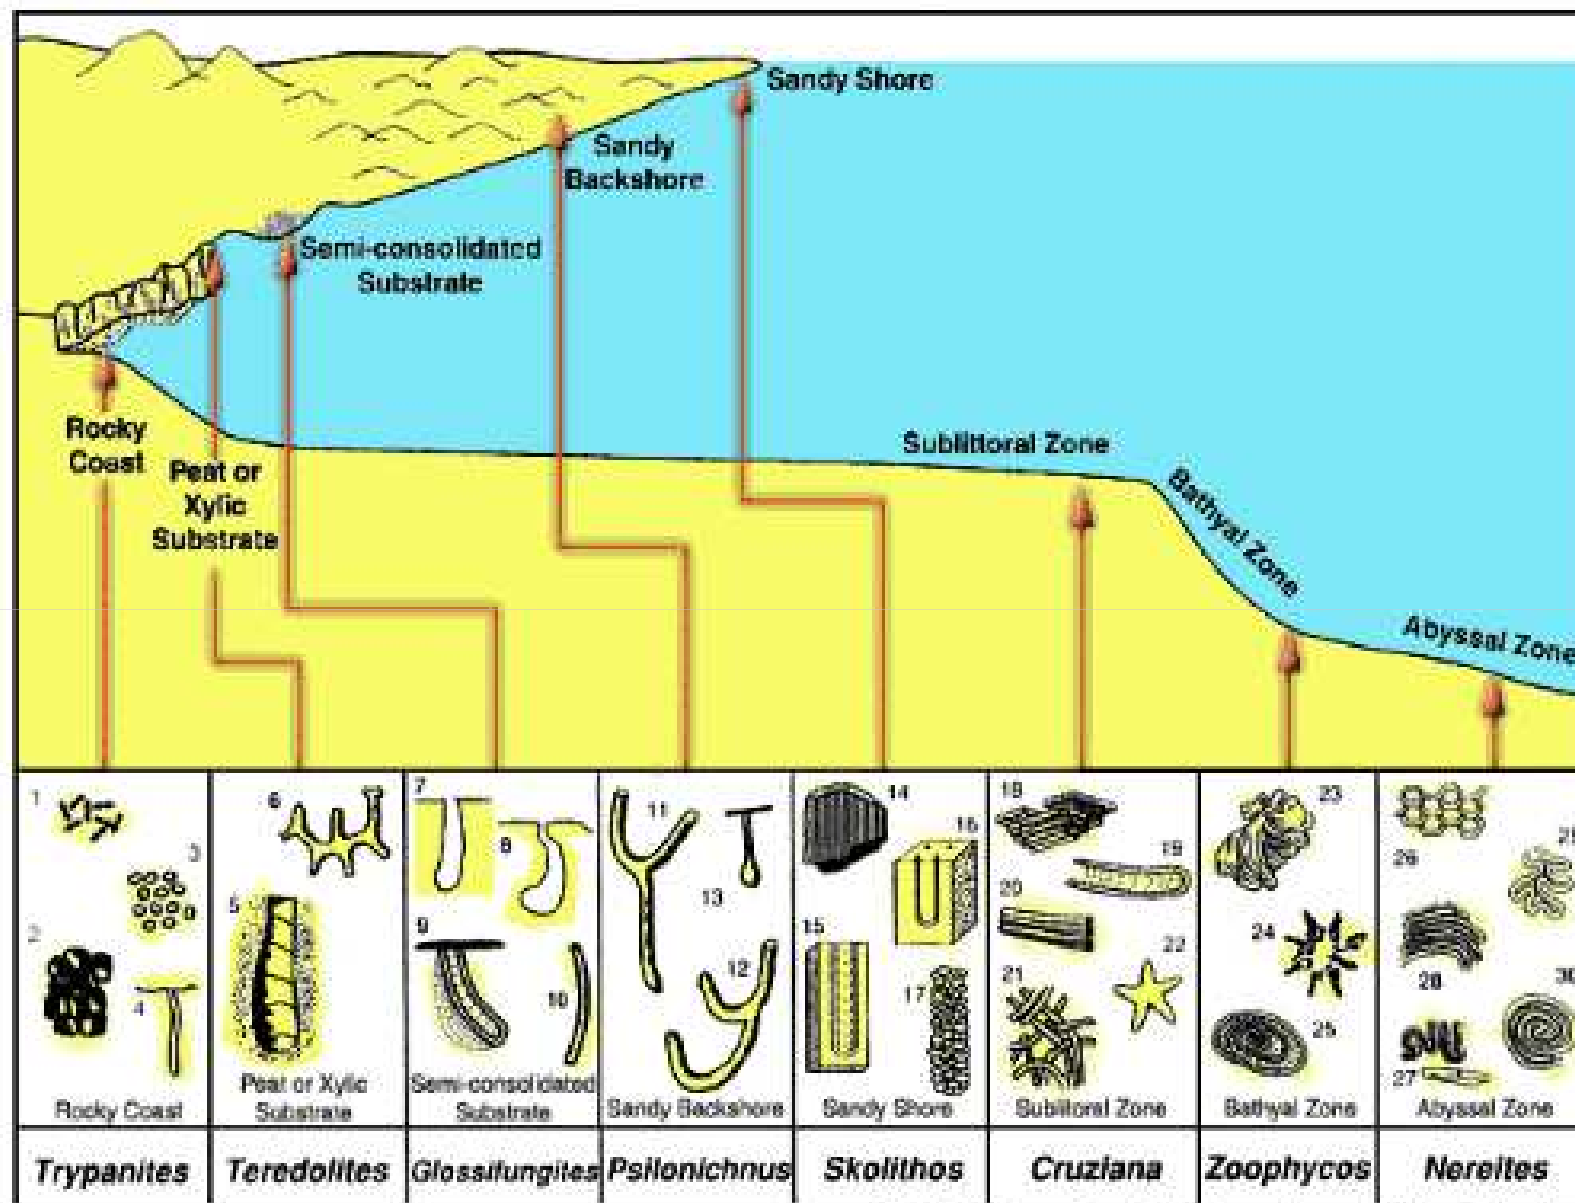 Sandy Shore
Sandy
Backshore
Semi-consolidated
Substrate
Rocky
Coast
Peat or
Xylic
Substrate
Sublittoral Zone
Bathyal Zone
Abyssal Zone
1
2
3
4
Rocky Coast
6
5
Peat or Xylic
Substrate
7
8
9
10
Semi-consolidated
Substrate
11
13
12
Sandy Backshore
14
16
15
17
Sandy Shore
18
19
20
22
21
Sublitoral Zone
23
24
25
Bathyal Zone
26
28
30
27
Abyssal Zone
Trypanites
Teredolites
Glossifungites
Psilonichnus
Skolithos
Cruziana
Zoophycos
Nereites